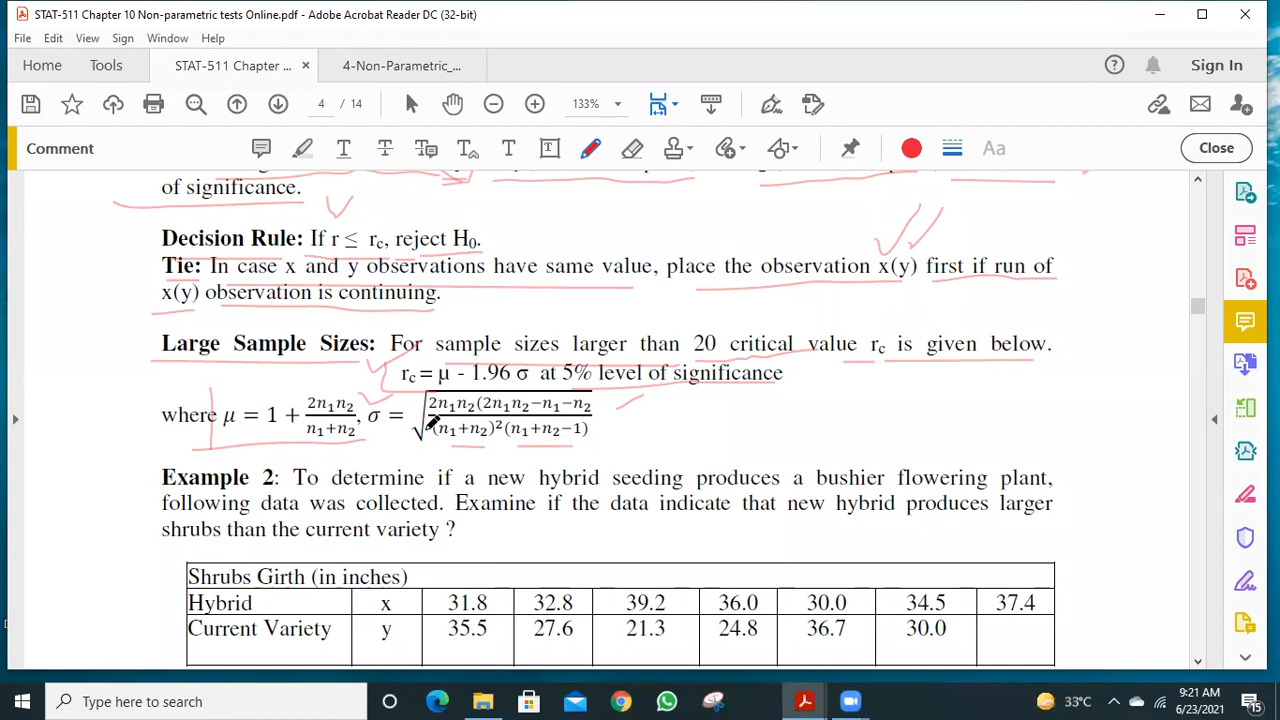 STAT-511 Chapter 10 Non-parametric tests Online.pdf - Adobe Acrobat Reader DC (32-bit)
File Edit View Sign Window Help
Home Tools STAT-511 Chapter ... × 4-Non-Parametric_... Sign In
4 / 14 133%
Comment T T T T Aa Close
of significance.
Decision Rule: If r ≤ rc, reject H0.
Tie: In case x and y observations have same value, place the observation x(y) first if run of
x(y) observation is continuing.
Large Sample Sizes: For sample sizes larger than 20 critical value rc is given below.
rc = μ - 1.96 σ at 5% level of significance
where μ = 1 + 2n₁n₂/n₁+n₂, σ = √2n₁n₂(2n₁n₂−n₁−n₂/(n₁+n₂)²(n₁+n₂−1)
Example 2: To determine if a new hybrid seeding produces a bushier flowering plant,
following data was collected. Examine if the data indicate that new hybrid produces larger
shrubs than the current variety ?
Shrubs Girth (in inches)
Hybrid x 31.8 32.8 39.2 36.0 30.0 34.5 37.4
Current Variety y 35.5 27.6 21.3 24.8 36.7 30.0
Type here to search 33°C 9:21 AM
6/23/2021 15